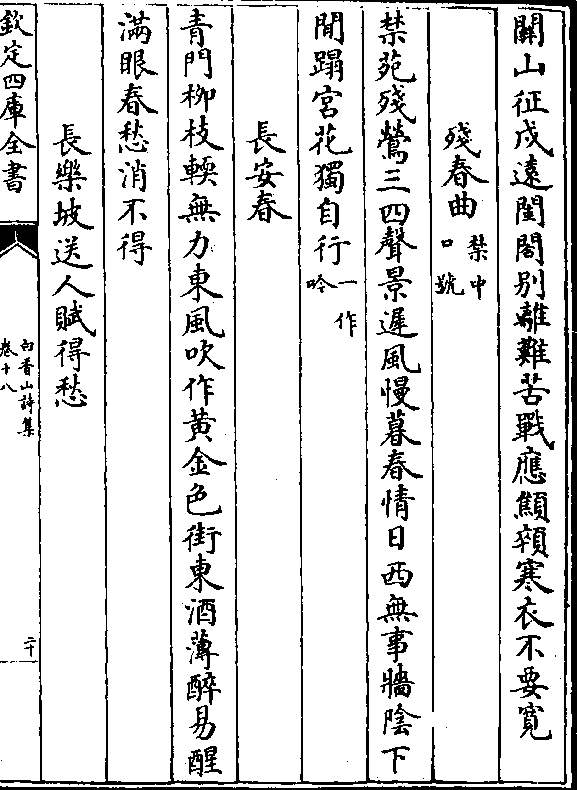 關山征戍遠閨閤别離難苦戰應顦顇寒衣不要寛
殘春曲禁中口號
禁苑殘鶯三四聲景遲風慢暮春情日西無事牆隂下
閒蹋宫花獨自行一作吟
長安春
青門柳枝輭無力東風吹作黄金色街東酒薄醉易醒
滿眼春愁消不得
長樂坡送人賦得愁
欽定四庫全書
白香山詩集
卷十八
二十